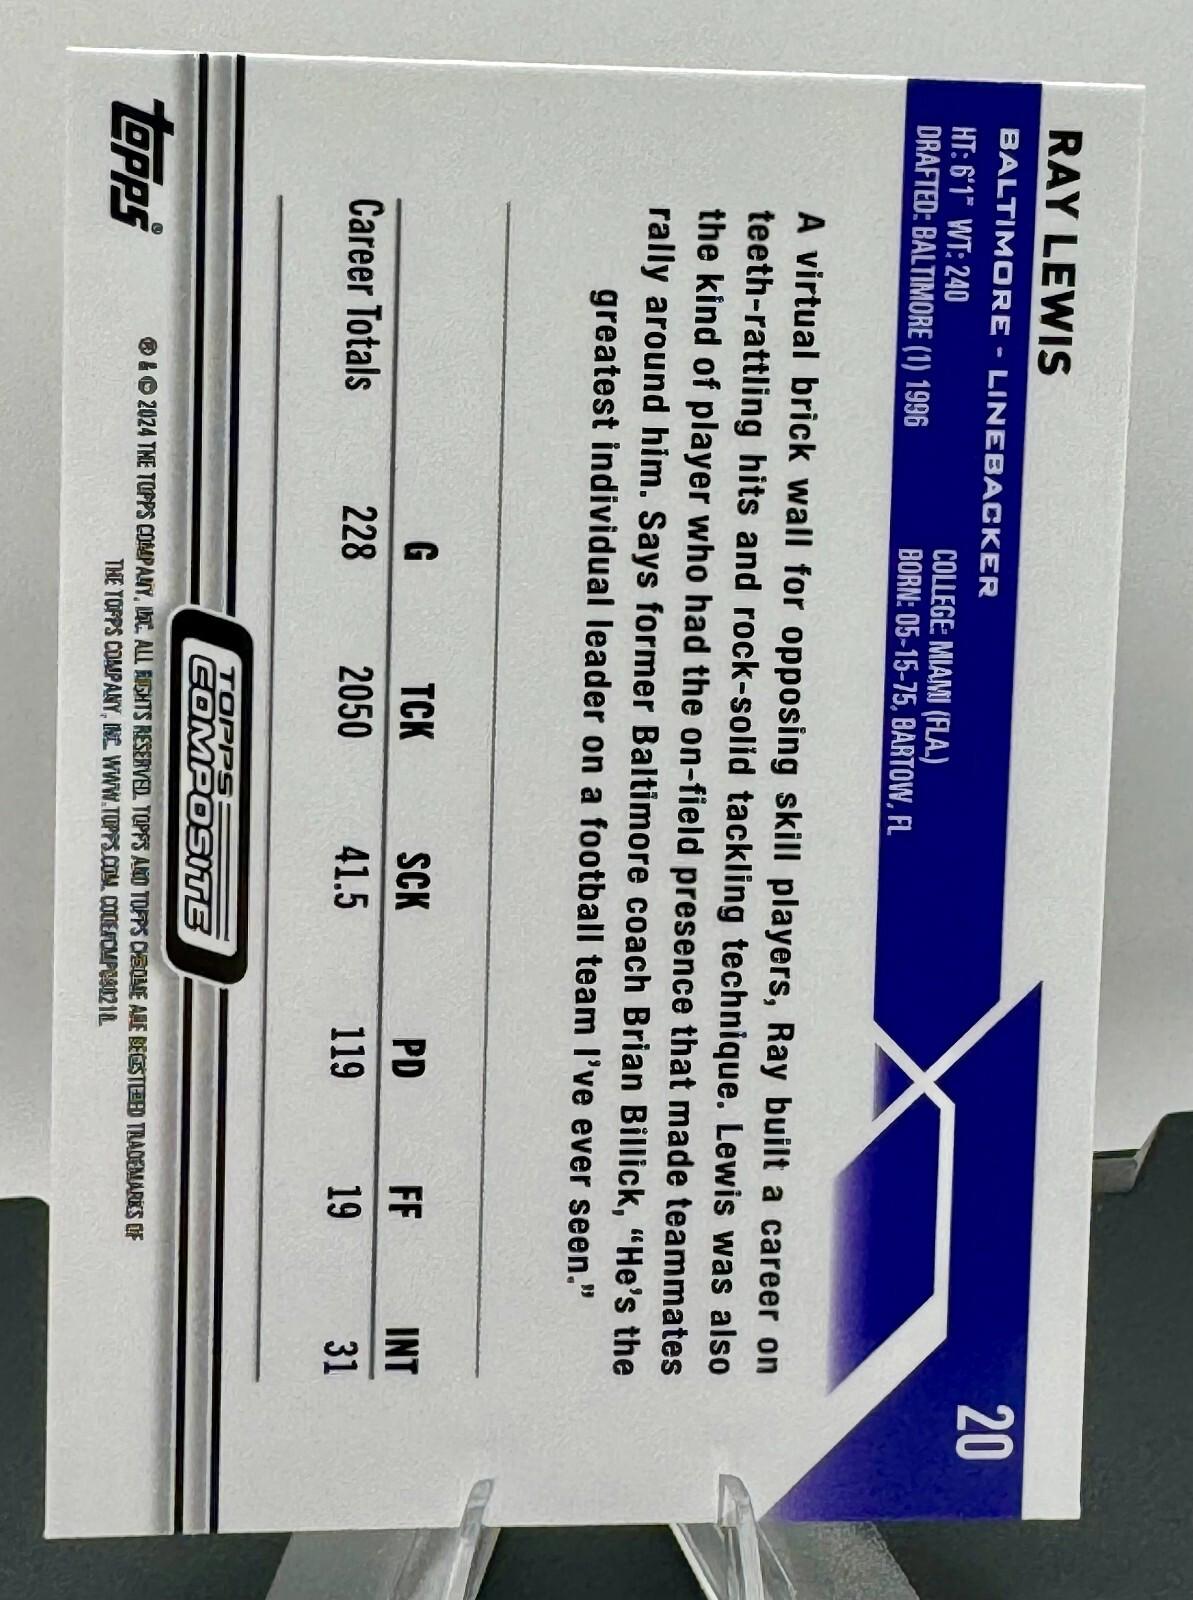 RAY LEWIS
BALTIMORE - LINEBACKER
20
HT: 6'1" WT: 240
COLLEGE: MIAMI (FLA.)
DRAFTED: BALTIMORE (1) 1996
BORN: 05-15-75, BARTOW, FL
A virtual brick wall for opposing skill players, Ray built a career on
teeth-rattling hits and rock-solid tackling technique. Lewis was also
the kind of player who had the on-field presence that made teammates
rally around him. Says former Baltimore coach Brian Billick, “He’s the
greatest individual leader on a football team I’ve ever seen.”
G TCK SCK PD FF INT
Career Totals 228 2050 41.5 119 19 31
TOPPS
COMPOSITE
topps®
® & © 2024 THE TOPPS COMPANY, INC. ALL RIGHTS RESERVED. TOPPS AND TOPPS CHROME ARE REGISTERED TRADEMARKS OF
THE TOPPS COMPANY, INC. WWW.TOPPS.COM.